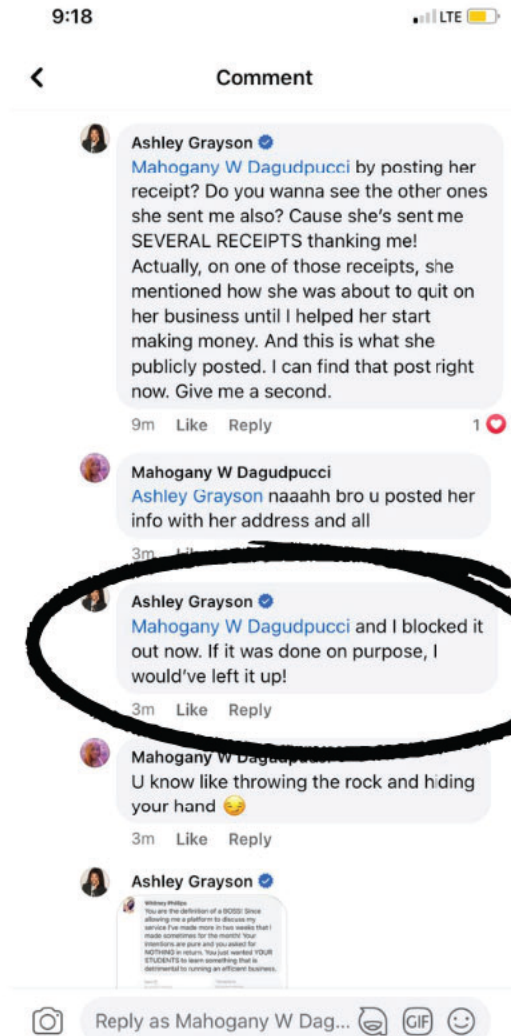 9:18
LTE
Comment
Ashley Grayson
Mahogany W Dagudpucci by posting her
receipt? Do you wanna see the other ones
she sent me also? Cause she's sent me
SEVERAL RECEIPTS thanking me!
Actually, on one of those receipts, she
mentioned how she was about to quit on
her business until I helped her start
making money. And this is what she
publicly posted. I can find that post right
now. Give me a second.
9m Like Reply 1
Mahogany W Dagudpucci
Ashley Grayson naaahh bro u posted her
info with her address and all
3m
Ashley Grayson
Mahogany W Dagudpucci and I blocked it
out now. If it was done on purpose, I
would've left it up!
3m Like Reply
Mahogany W
U know like throwing the rock and hiding
your hand 😏
3m Like Reply
Ashley Grayson
Whitney Phillips
You are the definition of a BOSS! Since
allowing me a platform to discuss my
service I've made more in two weeks that I
made sometimes for the month! Your
intentions are pure and you asked for
NOTHING in return. You just wanted YOUR
STUDENTS to learn something that is
detrimental to running an efficient business.
Reply as Mahogany W Dag...
GIF